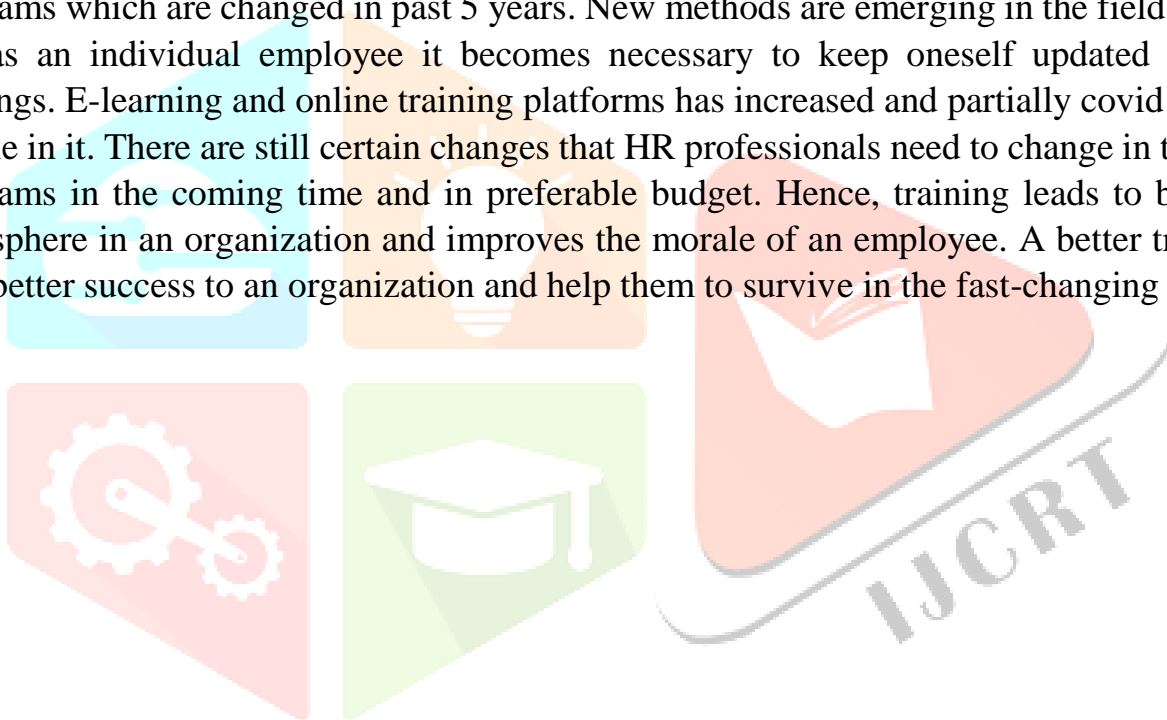 ams which are changed in past 5 years. New methods are emerging in the field
as an individual employee it becomes necessary to keep oneself updated
ngs. E-learning and online training platforms has increased and partially covid
e in it. There are still certain changes that HR professionals need to change in t
ams in the coming time and in preferable budget. Hence, training leads to b
sphere in an organization and improves the morale of an employee. A better tr
better success to an organization and help them to survive in the fast-changing
IJCRT